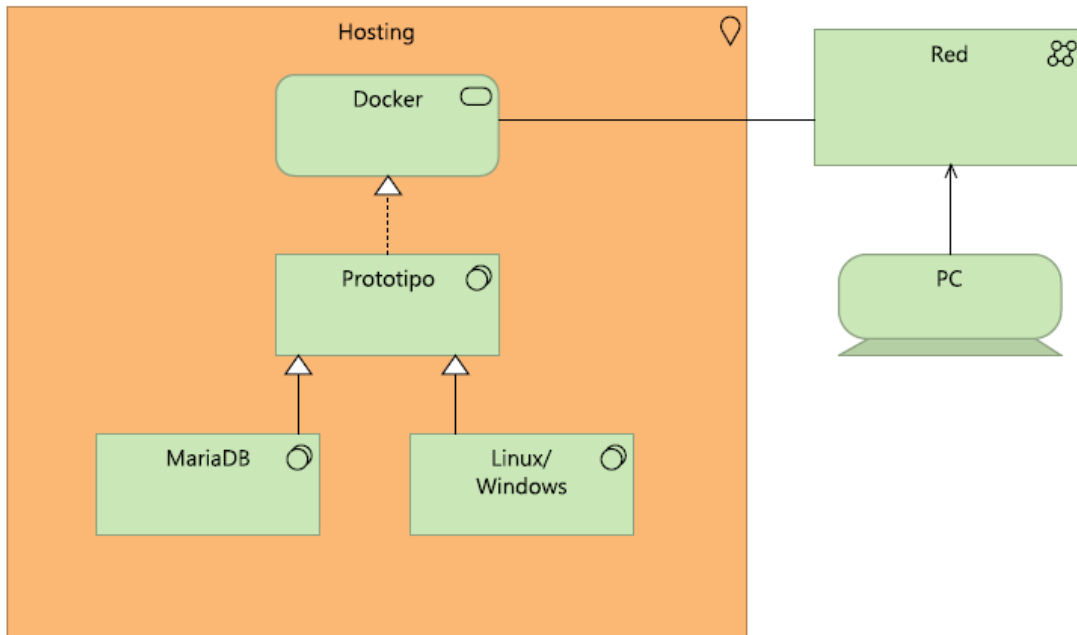 Hosting
Docker
Red
Prototipo
PC
MariaDB
Linux/
Windows